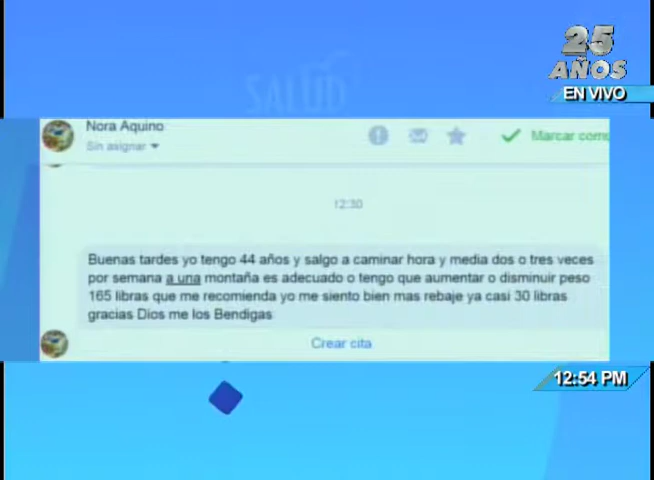 25
AÑOS
EN VIVO
SALUD
Nora Aquino
Sin asignar
Marcar com
12:30
Buenas tardes yo tengo 44 años y salgo a caminar hora y media dos o tres veces
por semana a una montaña es adecuado o tengo que aumentar o disminuir peso
165 libras que me recomienda yo me siento bien mas rebaje ya casi 30 libras
gracias Dios me los Bendigas
Crear cita
12:54 PM